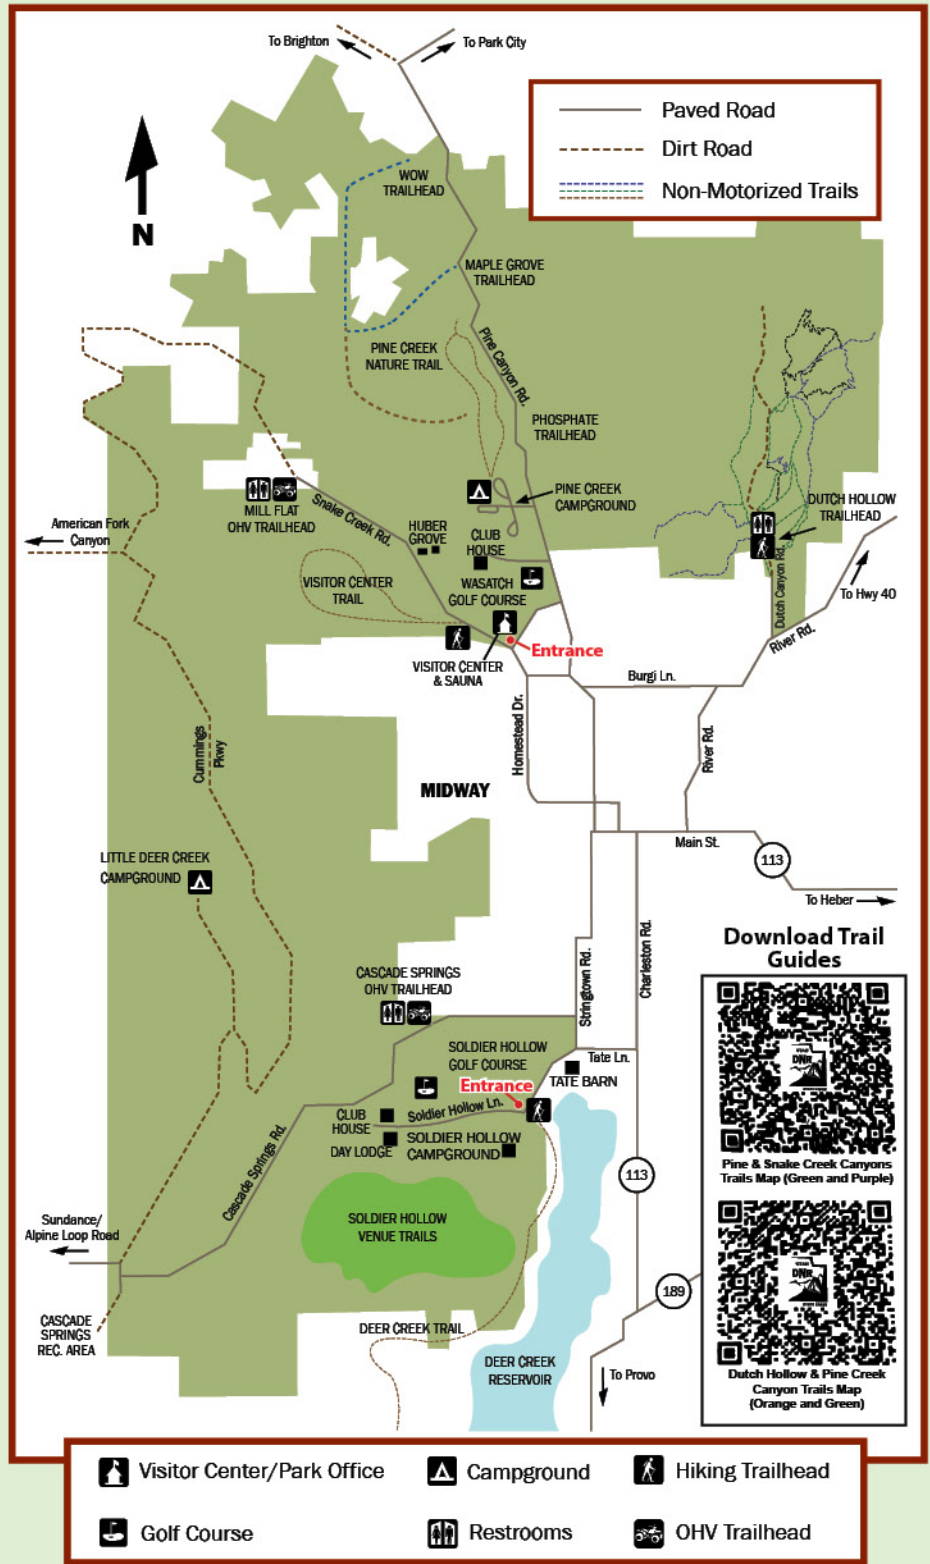 To Brighton
To Park City
Paved Road
Dirt Road
Non-Motorized Trails
N
WOW
TRAILHEAD
MAPLE GROVE
TRAILHEAD
Pine Canyon Rd.
PINE CREEK
NATURE TRAIL
PHOSPHATE
TRAILHEAD
PINE CREEK
CAMPGROUND
DUTCH HOLLOW
TRAILHEAD
MILL FLAT
OHV TRAILHEAD
Snake Creek Rd.
American Fork
Canyon
HUBER
GROVE
CLUB
HOUSE
VISITOR CENTER
TRAIL
WASATCH
GOLF COURSE
Dutch Canyon Rd.
To Hwy 40
River Rd.
Entrance
VISITOR CENTER
& SAUNA
Burgi Ln.
Homestead Dr.
River Rd.
Cummings
Pkwy
MIDWAY
Main St.
113
To Heber
LITTLE DEER CREEK
CAMPGROUND
Stringtown Rd.
Charleston Rd.
Download Trail
Guides
CASCADE SPRINGS
OHV TRAILHEAD
SOLDIER HOLLOW
GOLF COURSE
Tate Ln.
TATE BARN
Entrance
Soldier Hollow Ln.
CLUB
HOUSE
DAY LODGE
SOLDIER HOLLOW
CAMPGROUND
Cascade Springs Rd.
UTAH
DNR
Pine & Snake Creek Canyons
Trails Map (Green and Purple)
113
SOLDIER HOLLOW
VENUE TRAILS
Sundance/
Alpine Loop Road
189
CASCADE
SPRINGS
REC. AREA
DEER CREEK TRAIL
DEER CREEK
RESERVOIR
To Provo
UTAH
DNR
Dutch Hollow & Pine Creek
Canyon Trails Map
(Orange and Green)
Visitor Center/Park Office
Campground
Hiking Trailhead
Golf Course
Restrooms
OHV Trailhead